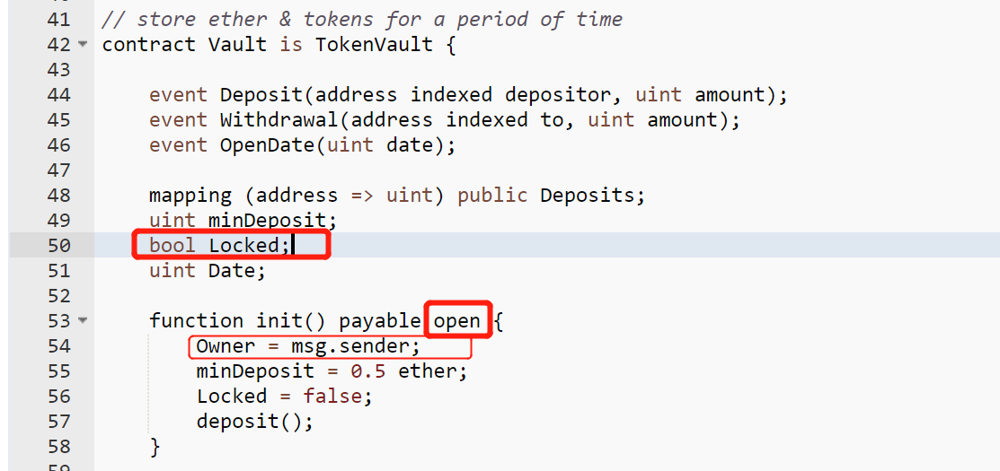 41 // store ether & tokens for a period of time
42 contract Vault is TokenVault {
43
44 event Deposit(address indexed depositor, uint amount);
45 event Withdrawal(address indexed to, uint amount);
46 event OpenDate(uint date);
47
48 mapping (address => uint) public Deposits;
49 uint minDeposit;
50 bool Locked;
51 uint Date;
52
53 function init() payable open {
54 Owner = msg.sender;
55 minDeposit = 0.5 ether;
56 Locked = false;
57 deposit();
58 }